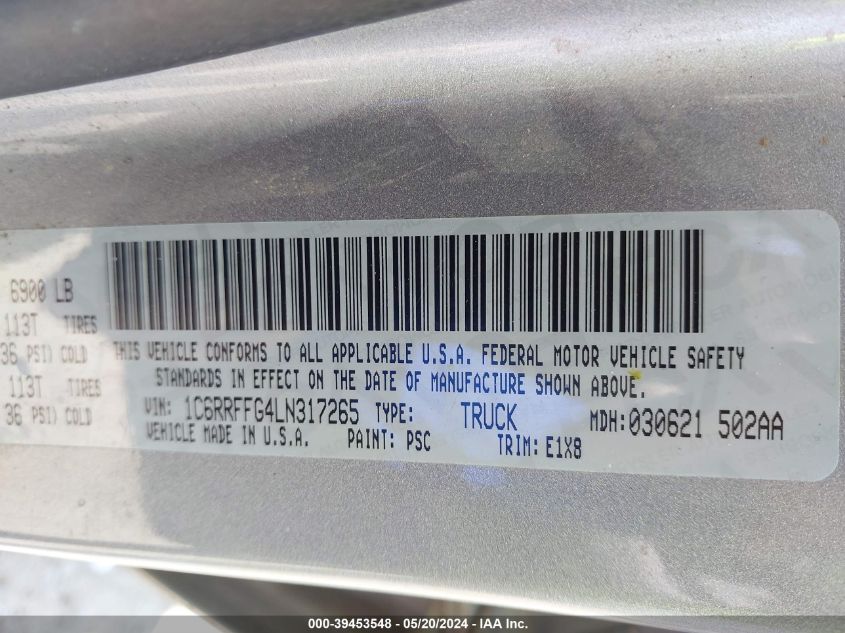 6900 LB
113T TIRES
36 PSI) COLD
113T TIRES
36 PSI) COLD
THIS VEHICLE CONFORMS TO ALL APPLICABLE U.S.A. FEDERAL MOTOR VEHICLE SAFETY
STANDARDS IN EFFECT ON THE DATE OF MANUFACTURE SHOWN ABOVE.
VIN: 1C6RRFFG4LN317265 TYPE: TRUCK MDH:030621 502AA
VEHICLE MADE IN U.S.A. PAINT: PSC TRIM: E1X8
000-39453548 - 05/20/2024 - IAA Inc.